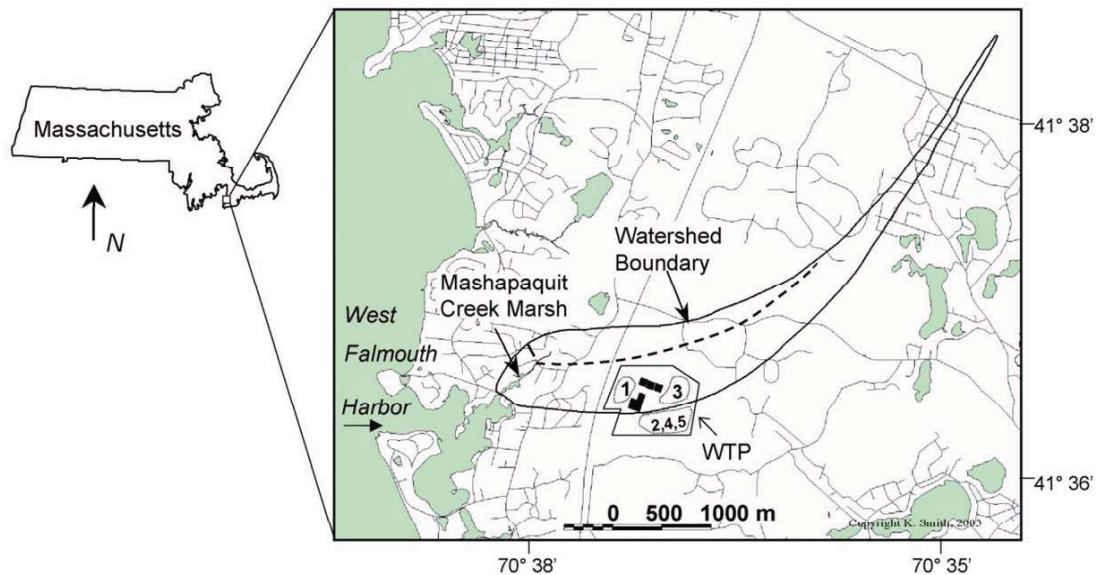 Massachusetts
N
41° 38'
Watershed
Boundary
Mashapaquit
Creek Marsh
West
Falmouth
Harbor
1
3
2,4,5
WTP
41° 36'
0 500 1000 m
Copyright K. Smith, 2003
70° 38'
70° 35'